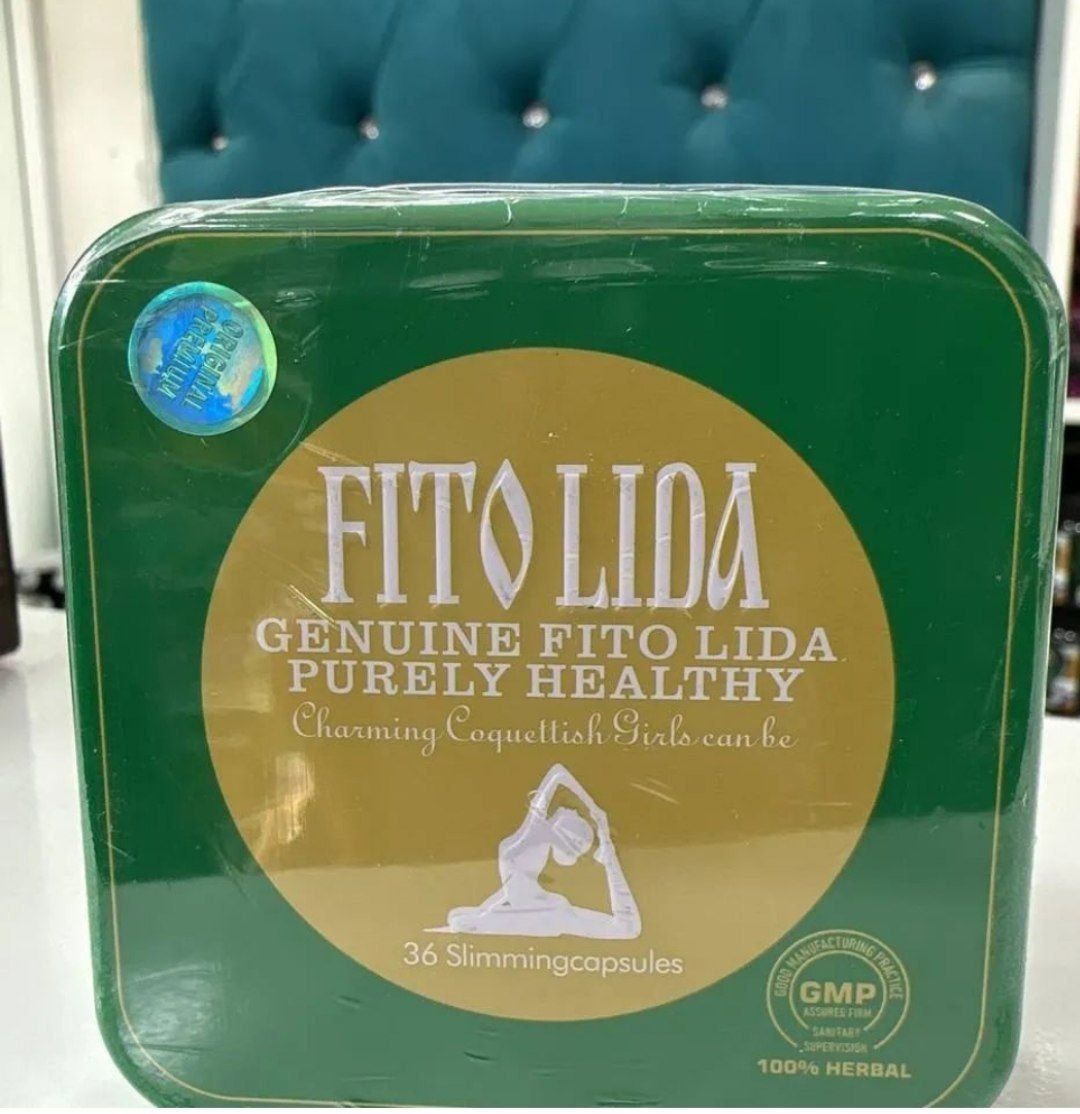 ORIGINAL
PREMIUM
FITO LIDA
GENUINE FITO LIDA
PURELY HEALTHY
Charming Coquettish Girls can be
36 Slimmingcapsules
GOOD MANUFACTURING PRACTICE
GMP
ASSURED FIRM
SANITARY
SUPERVISION
100% HERBAL